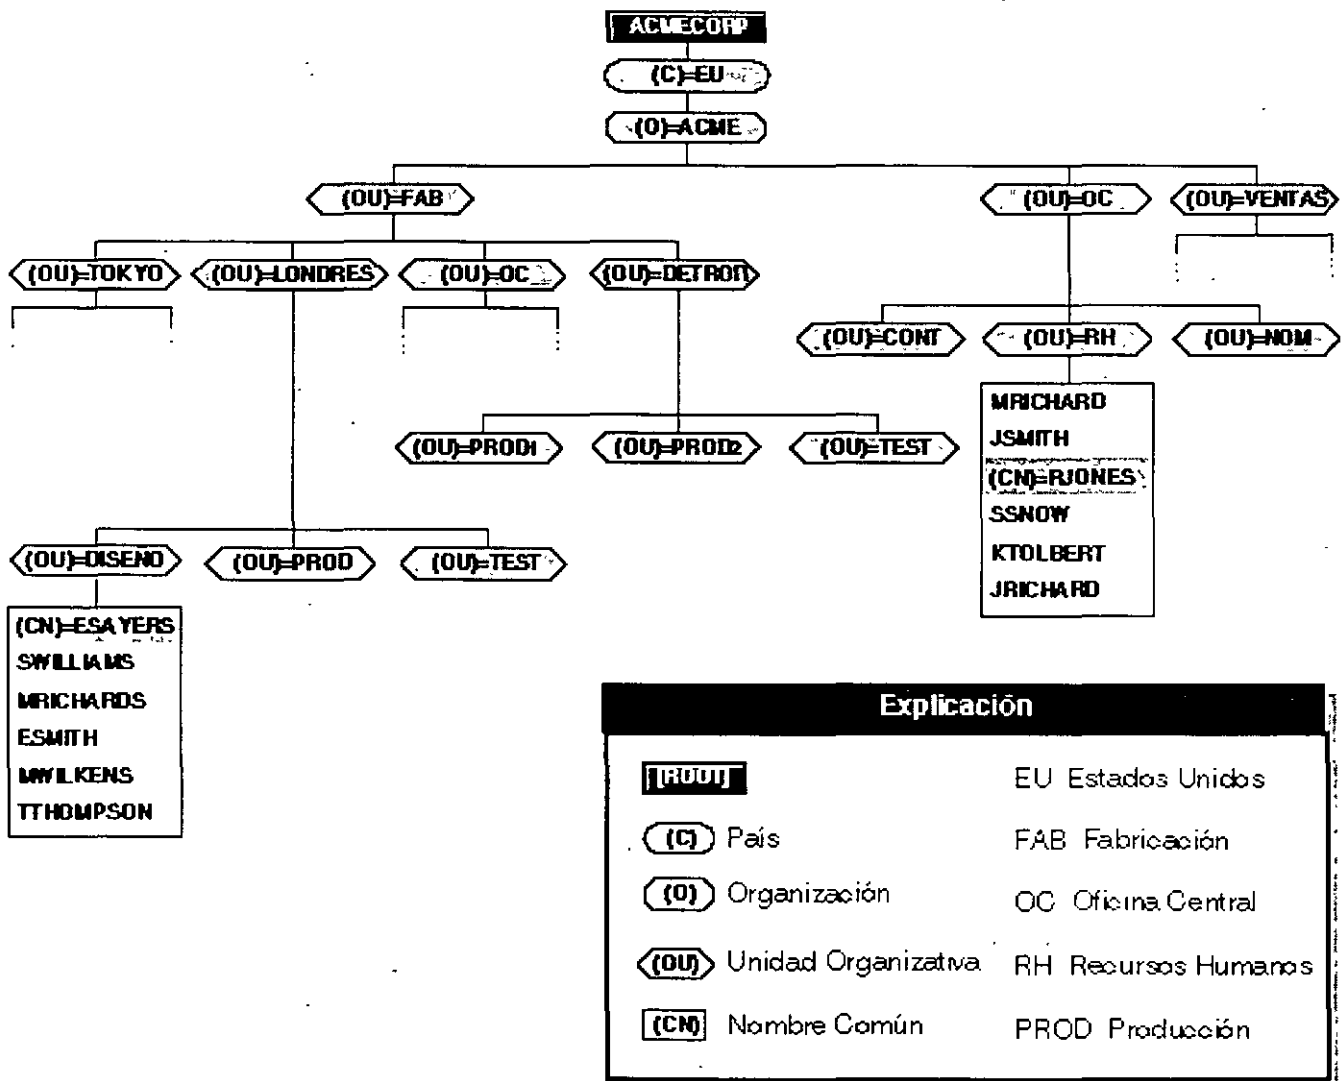 ACMECORP
(C)=EU
(O)=ACME
(OU)=FAB
(OU)=OC
(OU)=VENTAS
(OU)=TOKYO
(OU)=LONDRES
(OU)=OC
(OU)=DETROIT
(OU)=CONT
(OU)=RH
(OU)=NOM
MRICHARD
JSMITH
(CN)=RJONES
SSNOW
KTOLBERT
JRICHARD
(OU)=PROD1
(OU)=PROD2
(OU)=TEST
(OU)=DISENO
(OU)=PROD
(OU)=TEST
(CN)=ESAYERS
SWILLIAMS
MRICHARDS
ESMITH
MWILKENS
TTHOMPSON
Explicación
[ROOT]
EU Estados Unidos
(C) País
FAB Fabricación
(O) Organización
OC Oficina Central
(OU) Unidad Organizativa
RH Recursos Humanos
(CN) Nombre Común
PROD Producción